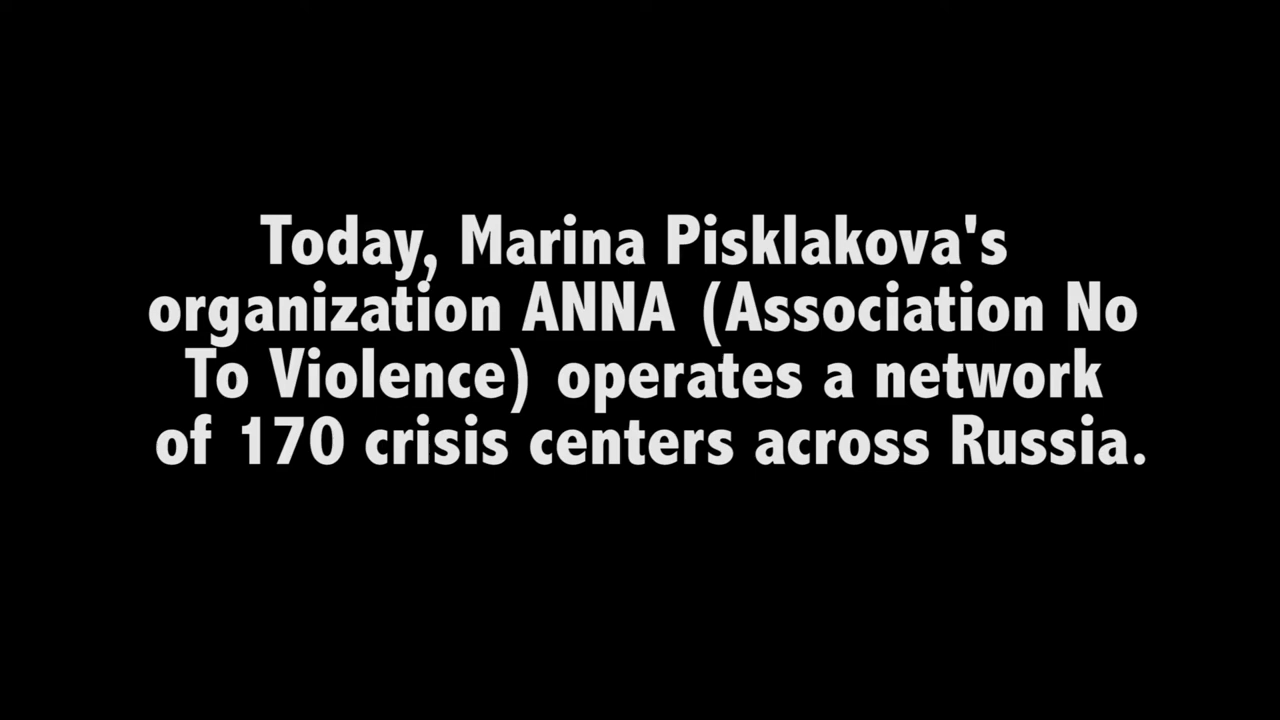 Today, Marina Pisklakova's
organization ANNA (Association No
To Violence) operates a network
of 170 crisis centers across Russia.